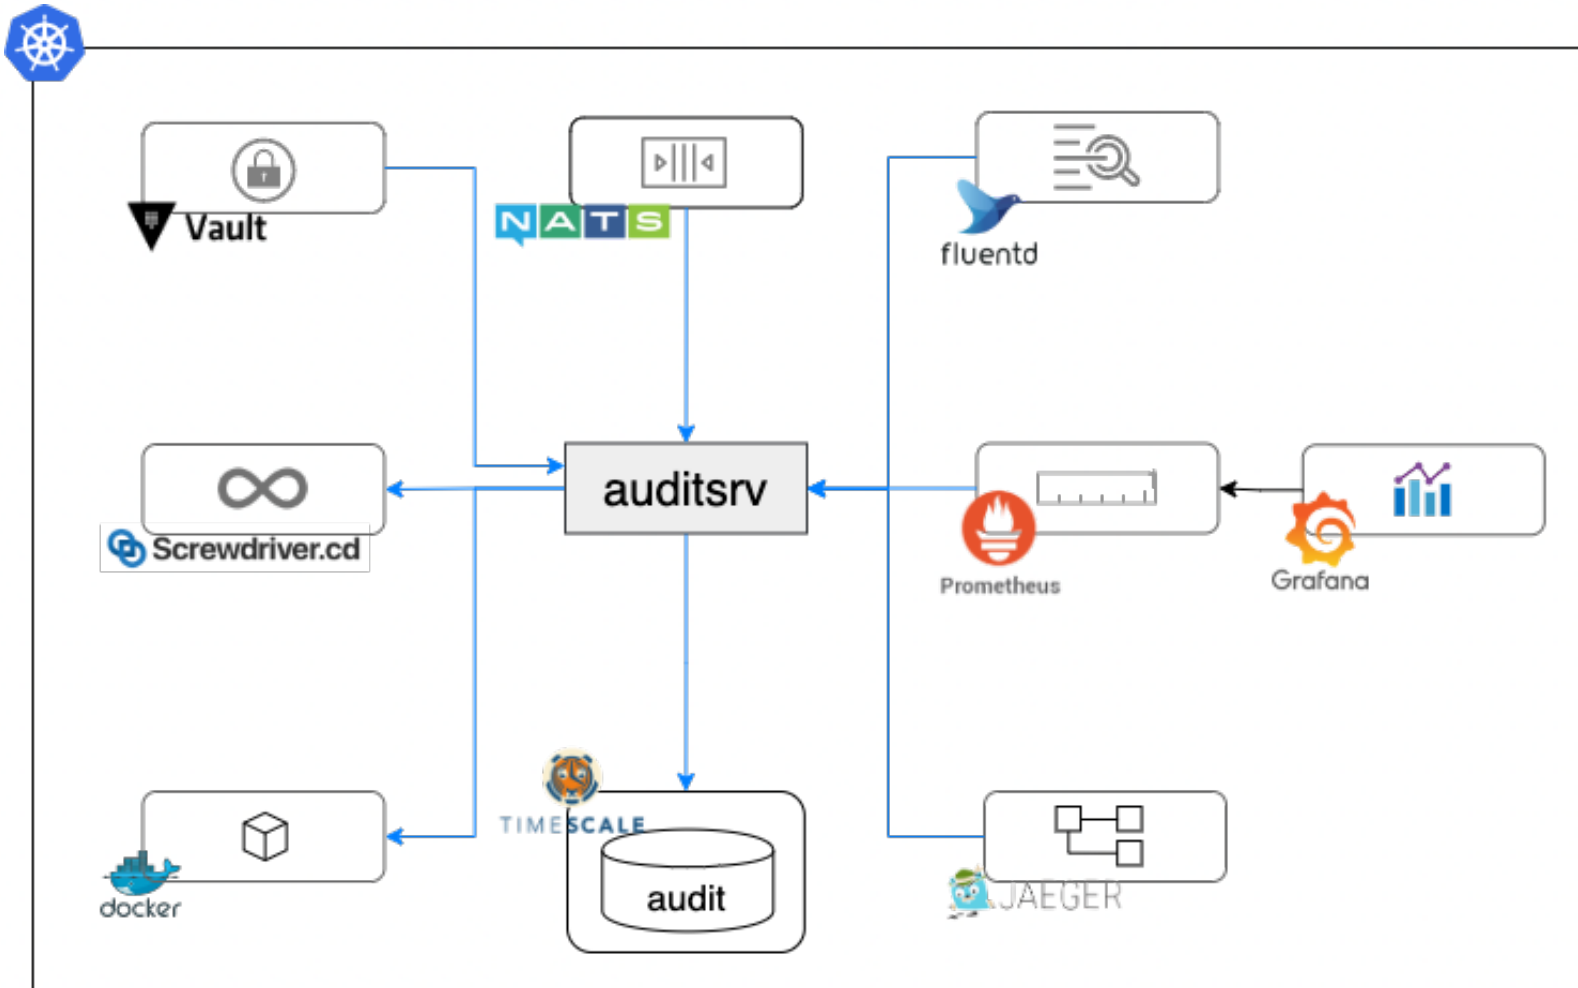 Vault
NATS
fluentd
auditsrv
Screwdriver.cd
Prometheus
Grafana
TIMESCALE
audit
docker
JAEGER